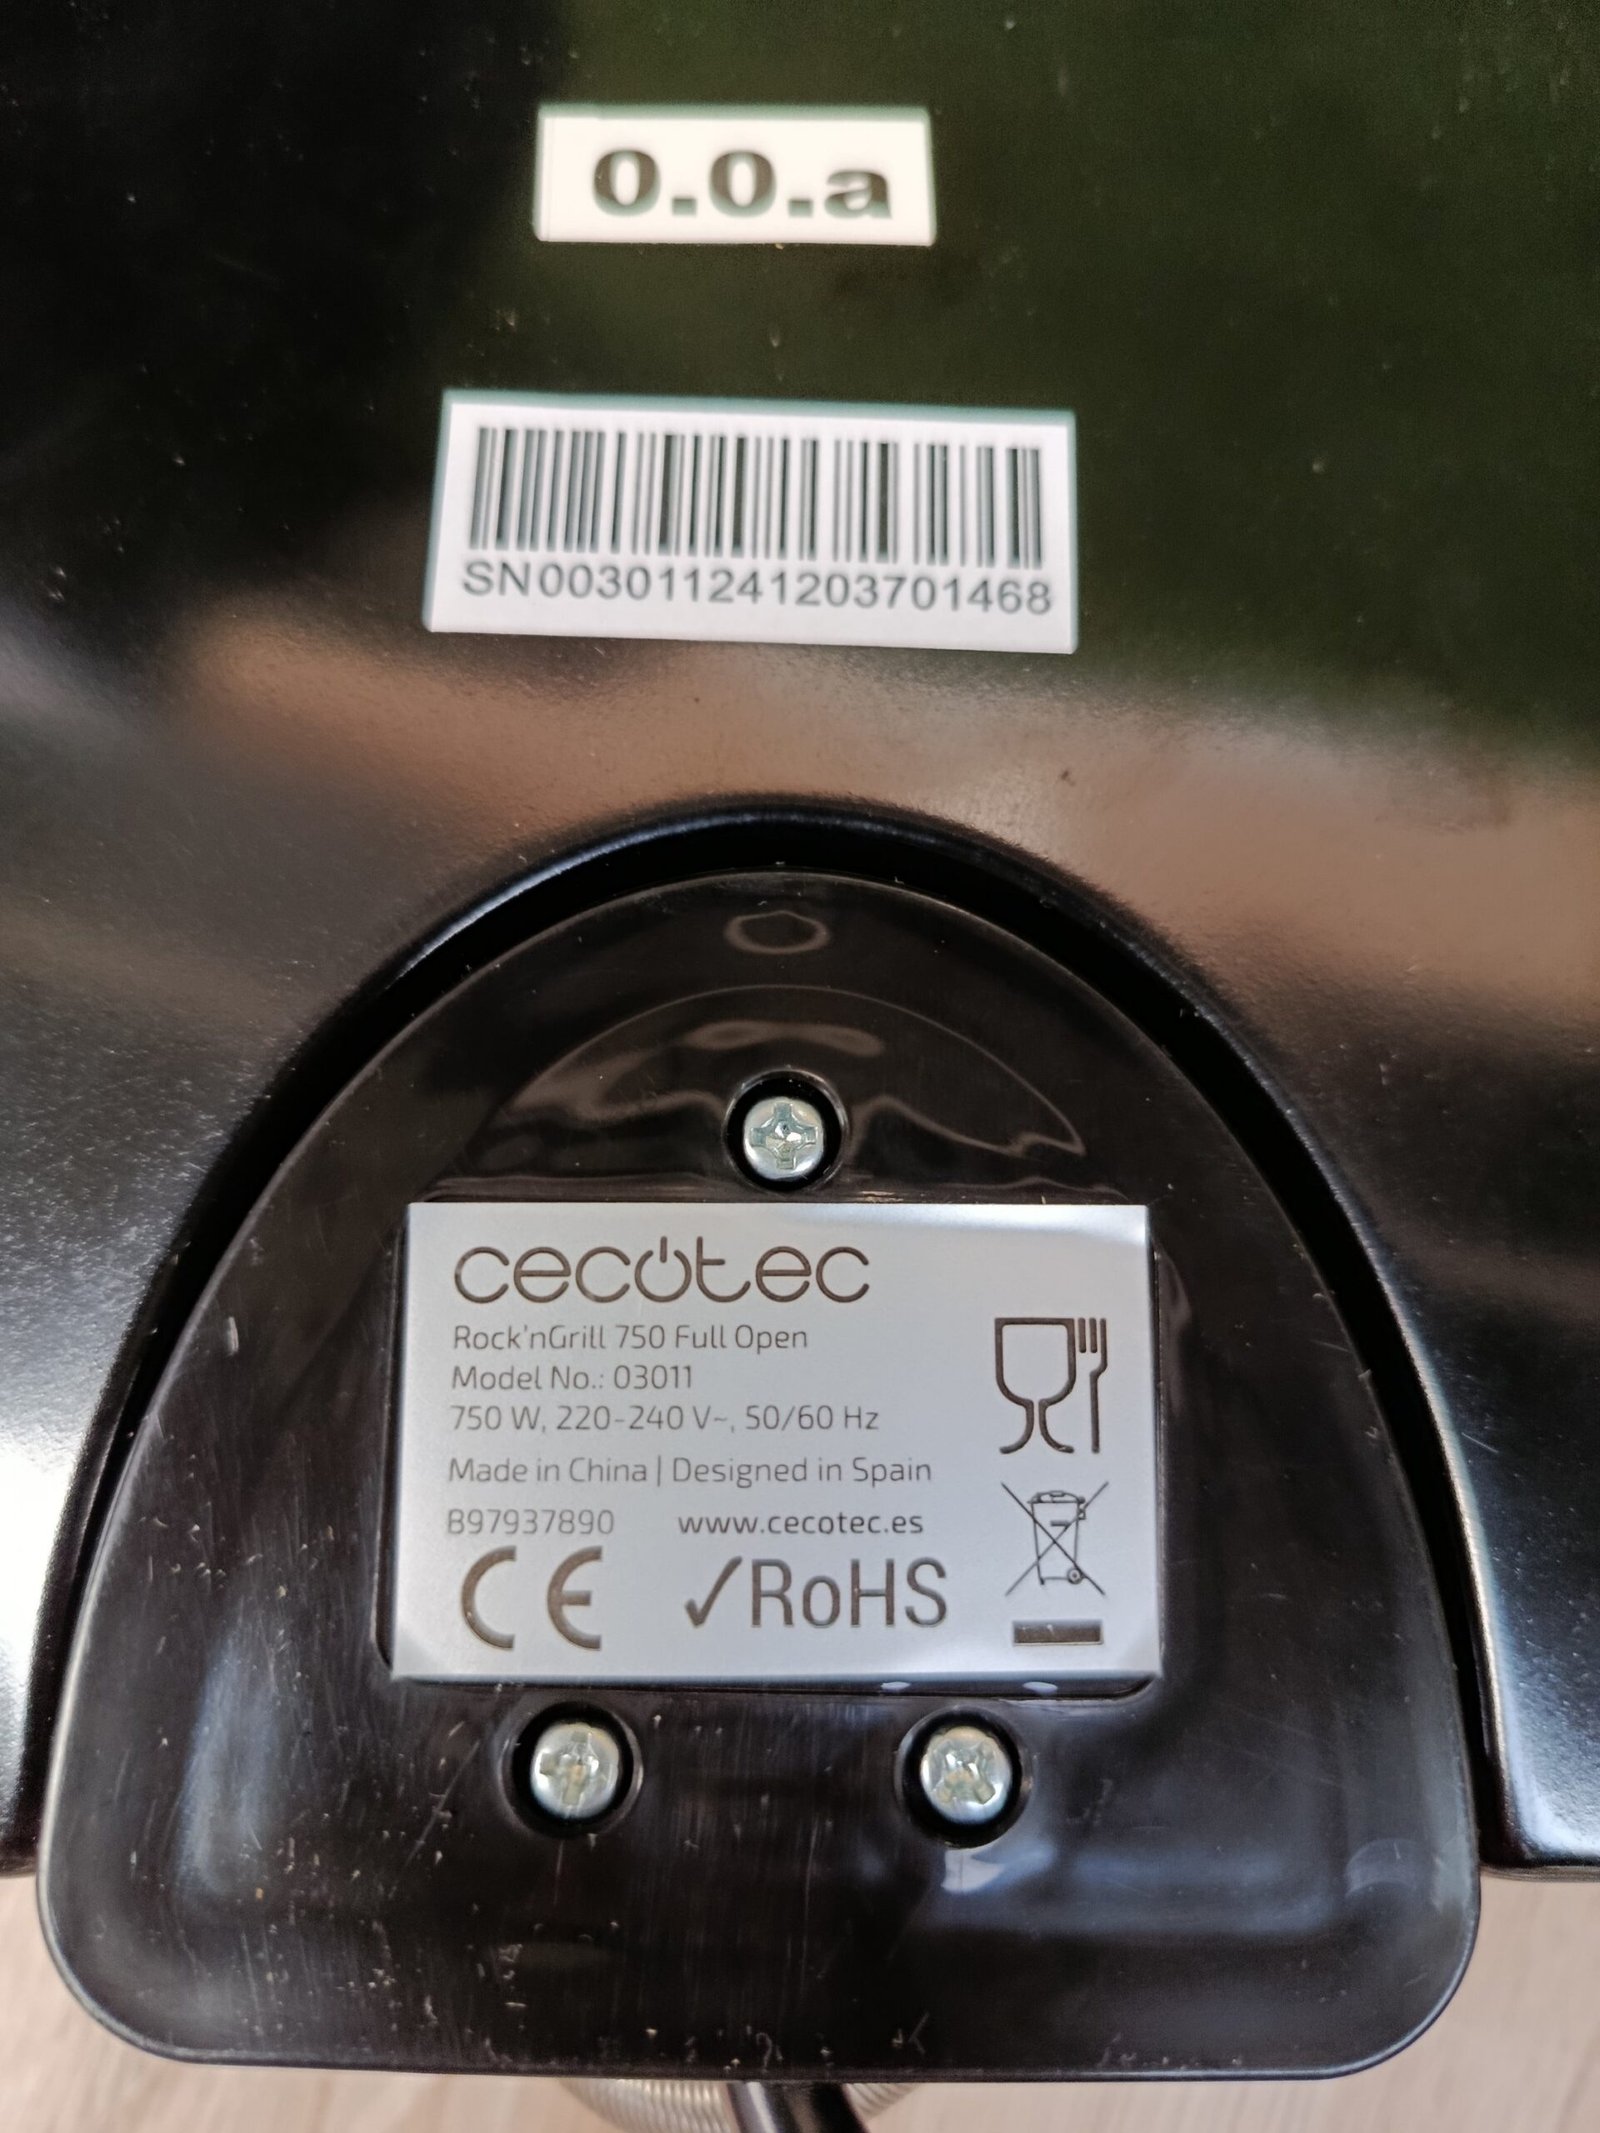 0.0.a
SN003011241203701468
cecotec
Rock'nGrill 750 Full Open
Model No.: 03011
750 W, 220-240 V~, 50/60 Hz
Made in China | Designed in Spain
B97937890 www.cecotec.es
CE ✓RoHS